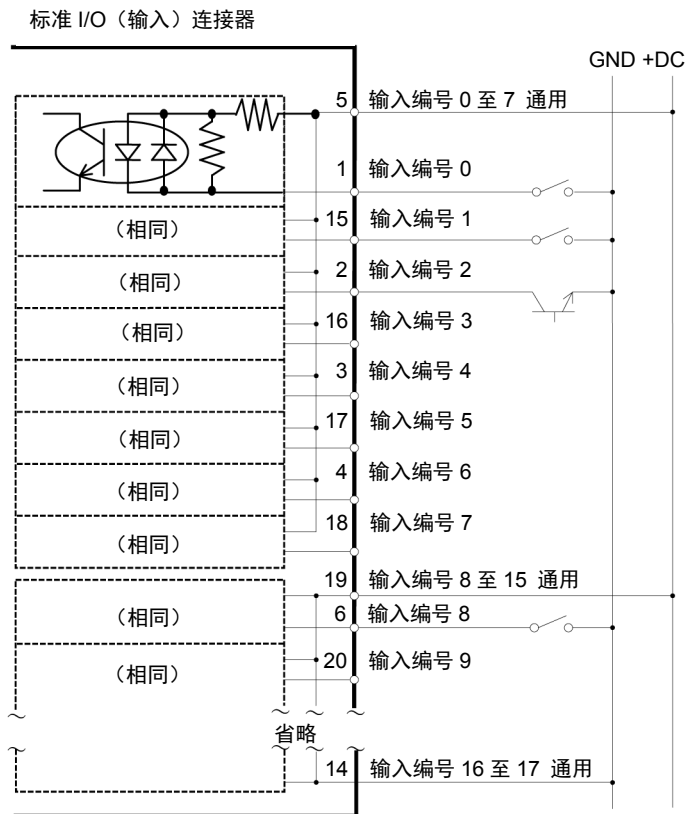 标准 I/O（输入）连接器
GND +DC
5 输入编号 0 至 7 通用
1 输入编号 0
（相同） 15 输入编号 1
（相同） 2 输入编号 2
（相同） 16 输入编号 3
（相同） 3 输入编号 4
（相同） 17 输入编号 5
（相同） 4 输入编号 6
（相同） 18 输入编号 7
19 输入编号 8 至 15 通用
（相同） 6 输入编号 8
（相同） 20 输入编号 9
省略
14 输入编号 16 至 17 通用